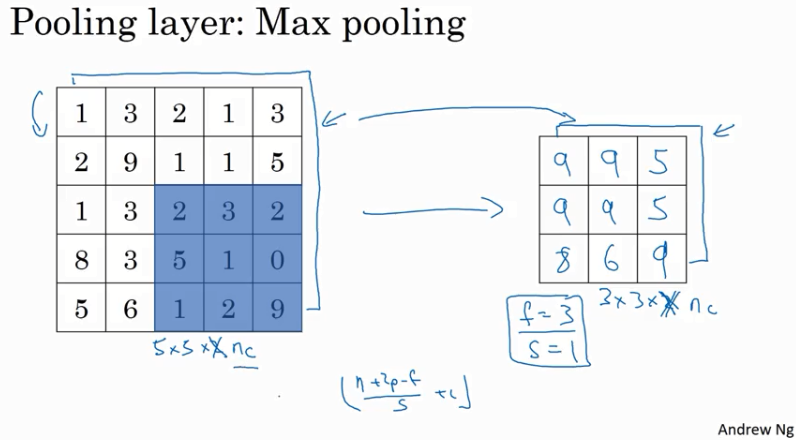 Pooling layer: Max pooling
1 3 2 1 3
2 9 1 1 5
1 3 2 3 2
8 3 5 1 0
5 6 1 2 9
5×5× nc
9 9 5
9 9 5
8 6 9
3×3× nc
f = 3
s = 1
⌊(n+2p-f)/s +1⌋
Andrew Ng